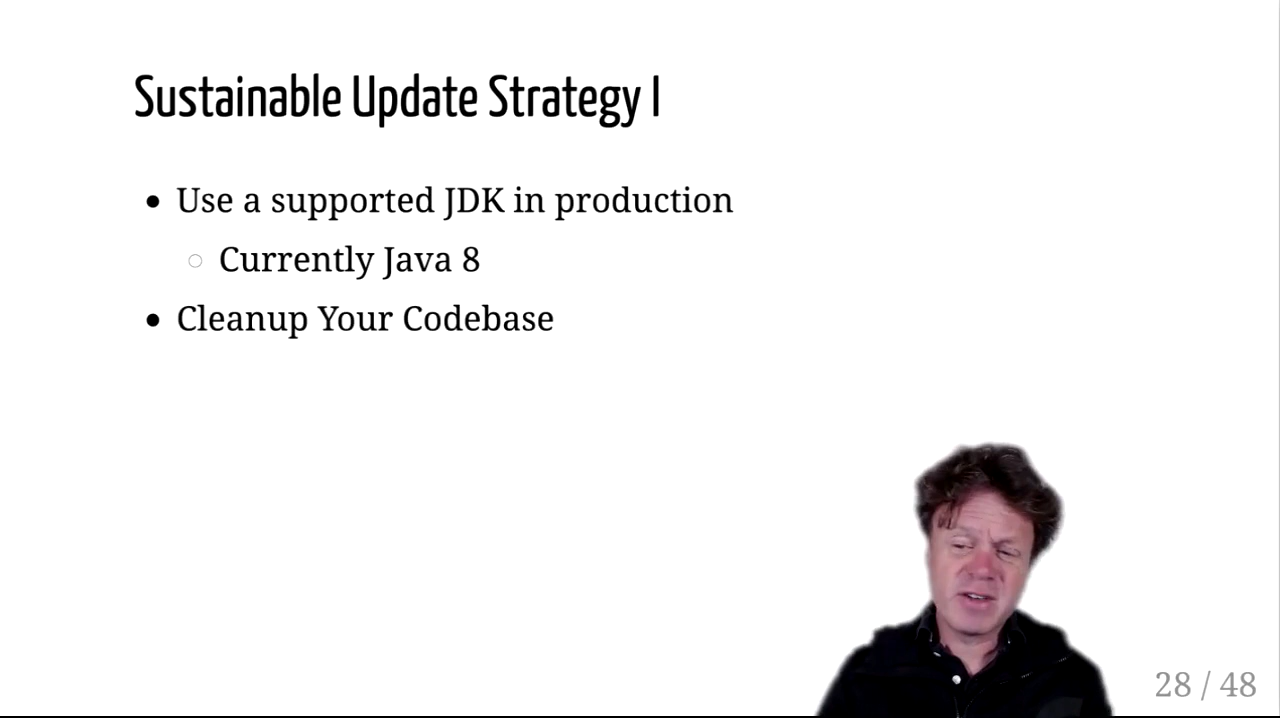 Sustainable Update Strategy I
Use a supported JDK in production
Currently Java 8
Cleanup Your Codebase
28 / 48